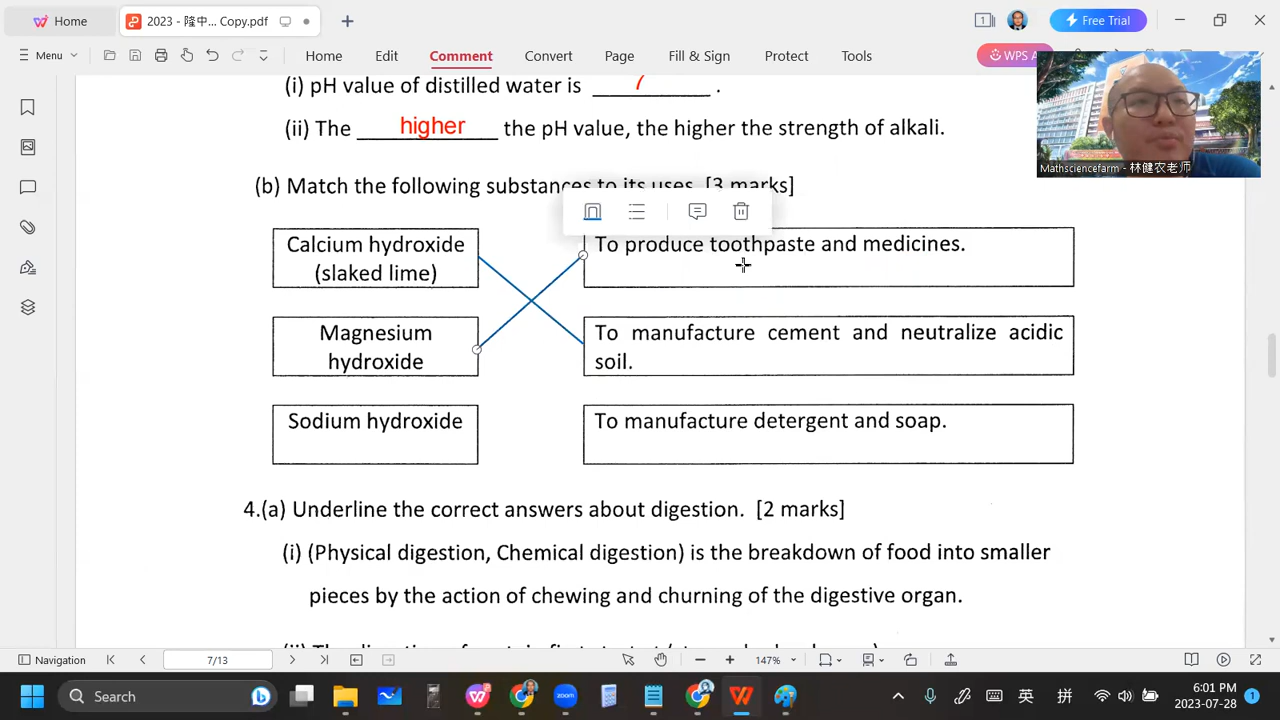 Home
2023 - 隆中... Copy.pdf
Free Trial
Menu
Home
Edit
Comment
Convert
Page
Fill & Sign
Protect
Tools
WPS A
(i) pH value of distilled water is 7 .
(ii) The higher the pH value, the higher the strength of alkali.
Mathsciencefarm - 林健农老师
(b) Match the following substances to its uses. [3 marks]
Calcium hydroxide
(slaked lime)
To produce toothpaste and medicines.
Magnesium
hydroxide
To manufacture cement and neutralize acidic
soil.
Sodium hydroxide
To manufacture detergent and soap.
4.(a) Underline the correct answers about digestion. [2 marks]
(i) (Physical digestion, Chemical digestion) is the breakdown of food into smaller
pieces by the action of chewing and churning of the digestive organ.
Navigation
7/13
147%
Search
英
拼
6:01 PM
2023-07-28